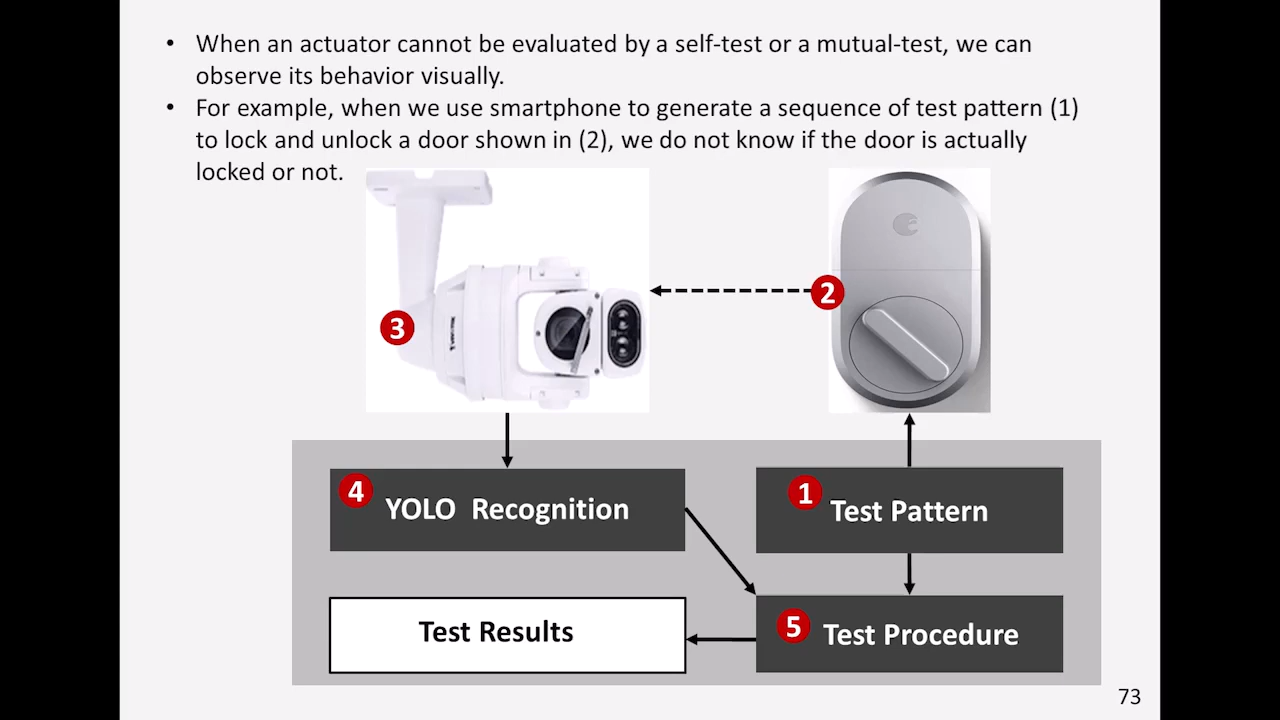 • When an actuator cannot be evaluated by a self-test or a mutual-test, we can
observe its behavior visually.
• For example, when we use smartphone to generate a sequence of test pattern (1)
to lock and unlock a door shown in (2), we do not know if the door is actually
locked or not.
2
3
4
YOLO Recognition
1
Test Pattern
Test Results
5
Test Procedure
73